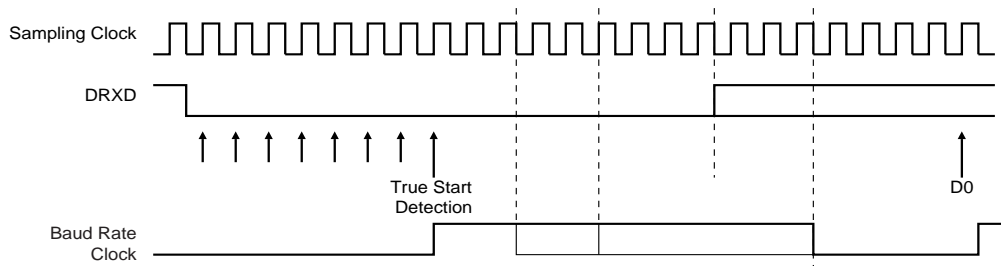 Sampling Clock
DRXD
True Start
Detection
D0
Baud Rate
Clock